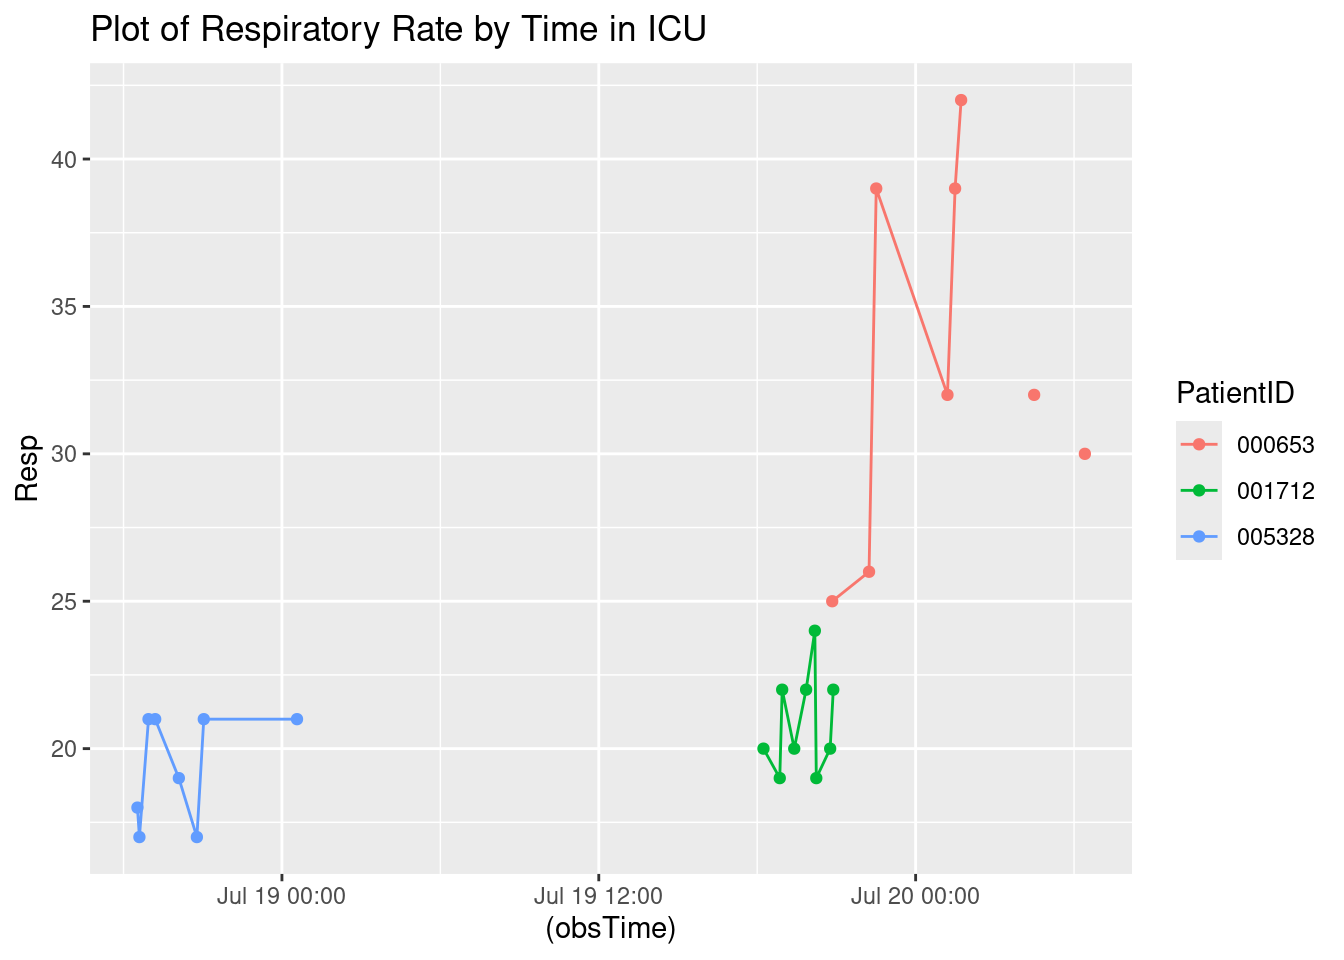 Plot of Respiratory Rate by Time in ICU
40
35
30
25
20
Resp
Jul 19 00:00
Jul 19 12:00
Jul 20 00:00
(obsTime)
PatientID
000653
001712
005328